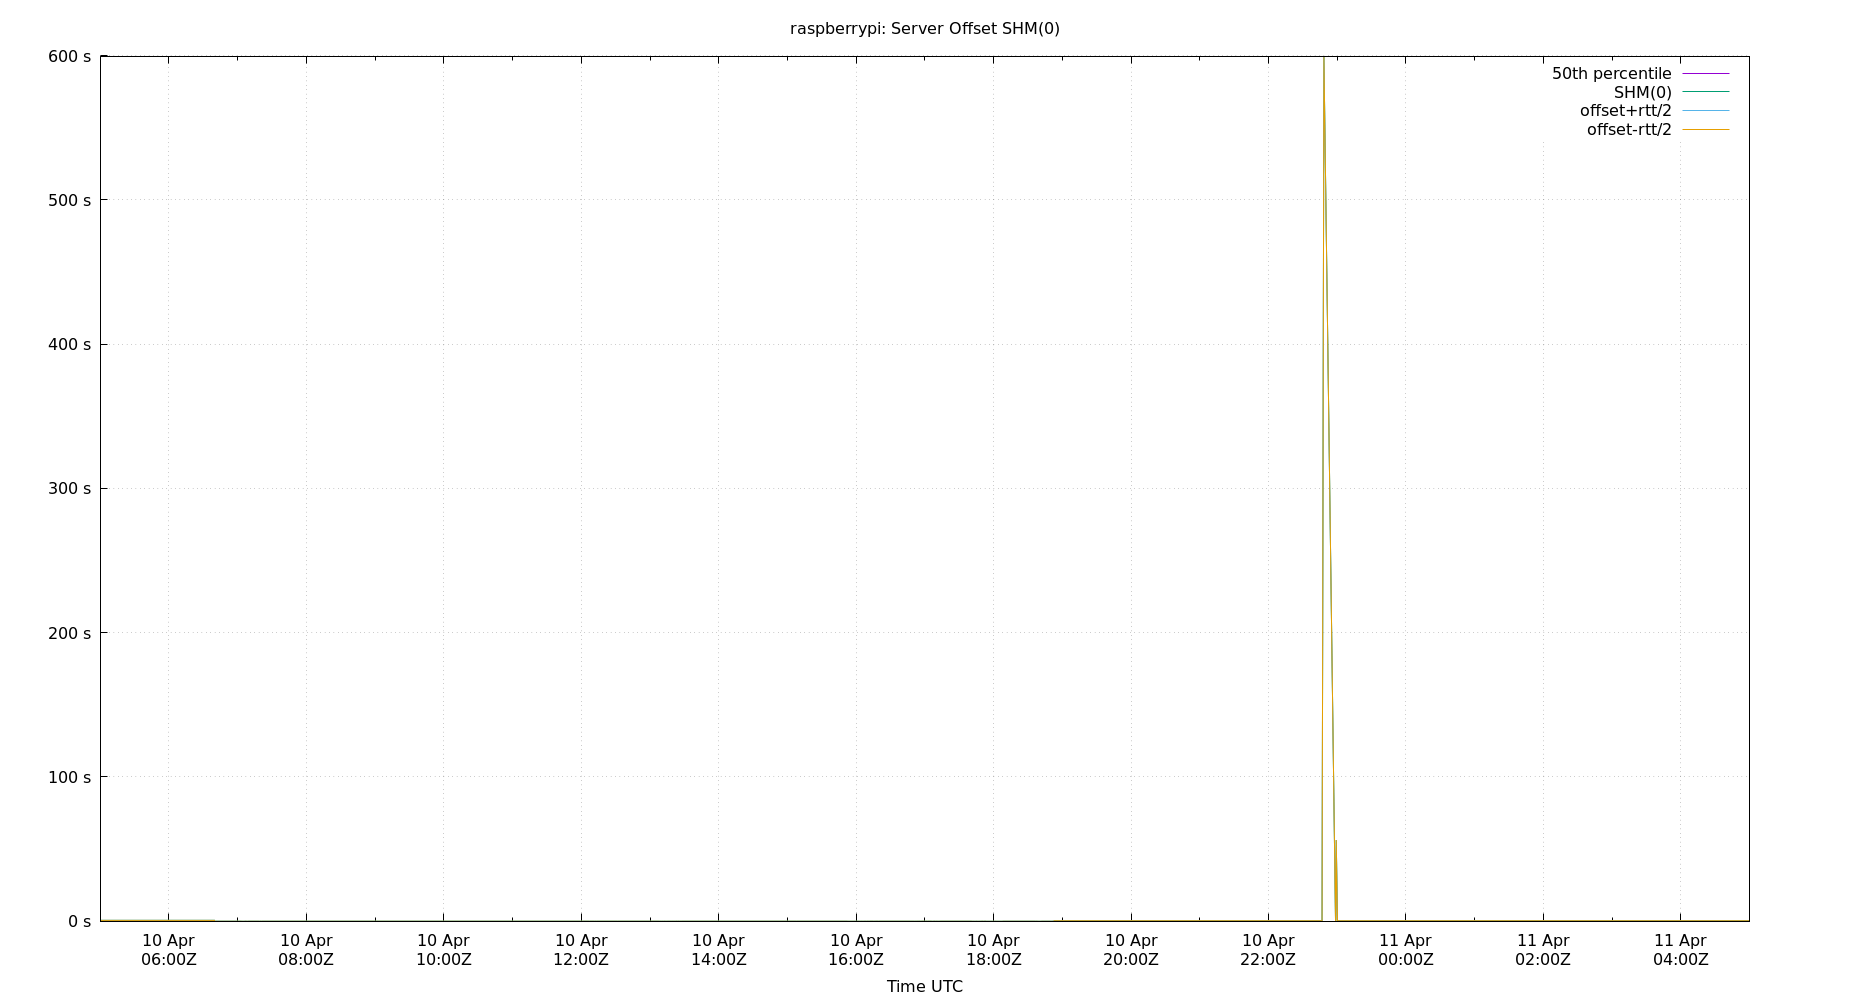 raspberrypi: Server Offset SHM(0)
600 s
500 s
400 s
300 s
200 s
100 s
0 s
50th percentile
SHM(0)
offset+rtt/2
offset-rtt/2
10 Apr 10 Apr 10 Apr 10 Apr 10 Apr 10 Apr 10 Apr 10 Apr 10 Apr 11 Apr 11 Apr 11 Apr
06:00Z 08:00Z 10:00Z 12:00Z 14:00Z 16:00Z 18:00Z 20:00Z 22:00Z 00:00Z 02:00Z 04:00Z
Time UTC